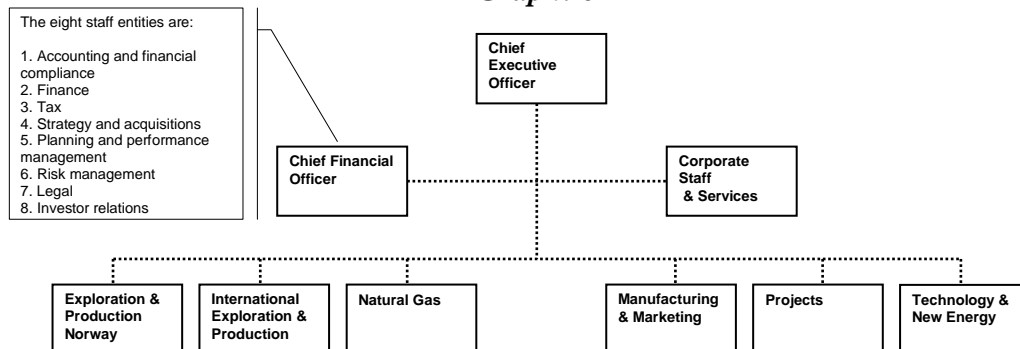 The eight staff entities are:
1. Accounting and financial
compliance
2. Finance
3. Tax
4. Strategy and acquisitions
5. Planning and performance
management
6. Risk management
7. Legal
8. Investor relations
Chief
Executive
Officer
Chief Financial
Officer
Corporate
Staff
& Services
Exploration &
Production
Norway
International
Exploration &
Production
Natural Gas
Manufacturing
& Marketing
Projects
Technology &
New Energy